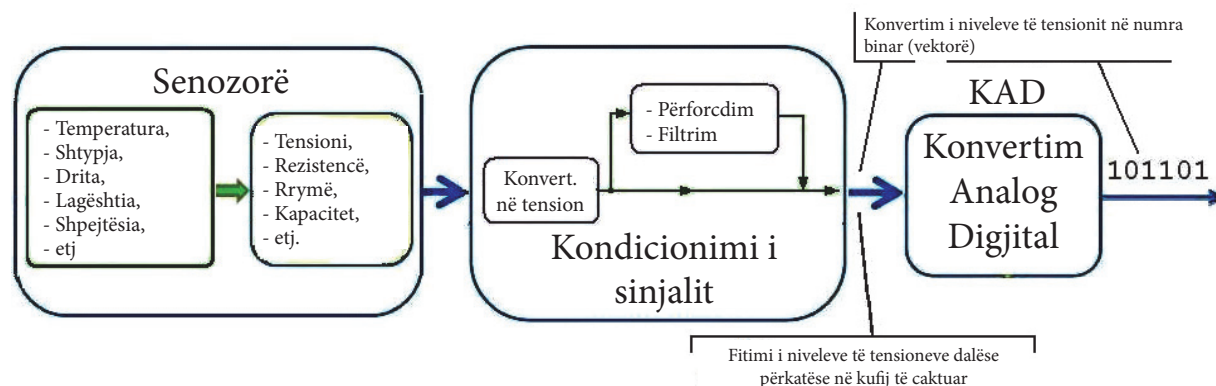 Senozorë
- Temperatura,
- Shtypja,
- Drita,
- Lagështia,
- Shpejtësia,
- etj
- Tensioni,
- Rezistencë,
- Rrymë,
- Kapacitet,
- etj.
Konvert.
në tension
- Përforcdim
- Filtrim
Kondicionimi i
sinjalit
Konvertim i niveleve të tensionit në numra
binar (vektorë)
KAD
Konvertim
Analog
Digjital
101101
Fitimi i niveleve të tensioneve dalëse
përkatëse në kufij të caktuar